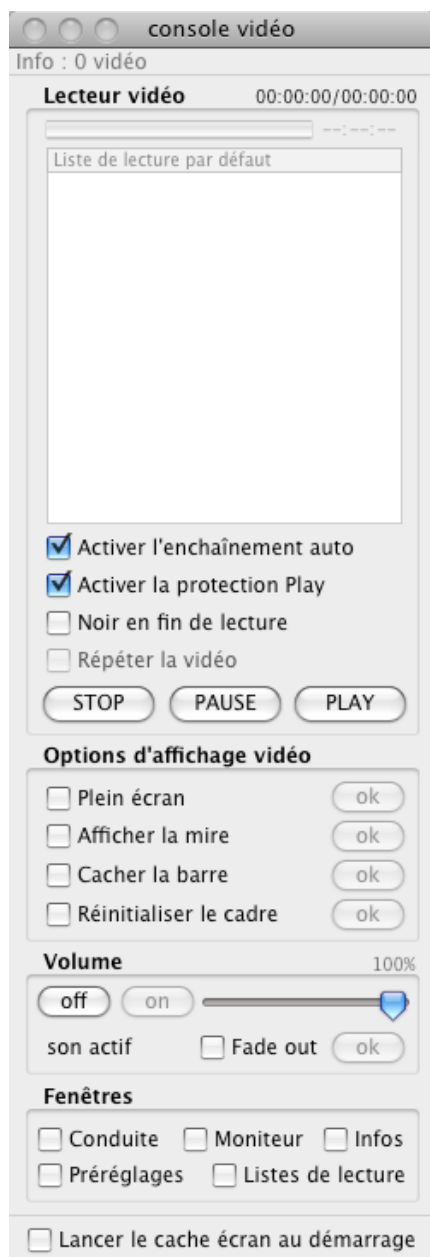 console vidéo
Info : 0 vidéo
Lecteur vidéo 00:00:00/00:00:00
--:--:--
Liste de lecture par défaut
Activer l'enchaînement auto
Activer la protection Play
Noir en fin de lecture
Répéter la vidéo
STOP PAUSE PLAY
Options d'affichage vidéo
Plein écran ok
Afficher la mire ok
Cacher la barre ok
Réinitialiser le cadre ok
Volume 100%
off on
son actif Fade out ok
Fenêtres
Conduite Moniteur Infos
Préréglages Listes de lecture
Lancer le cache écran au démarrage